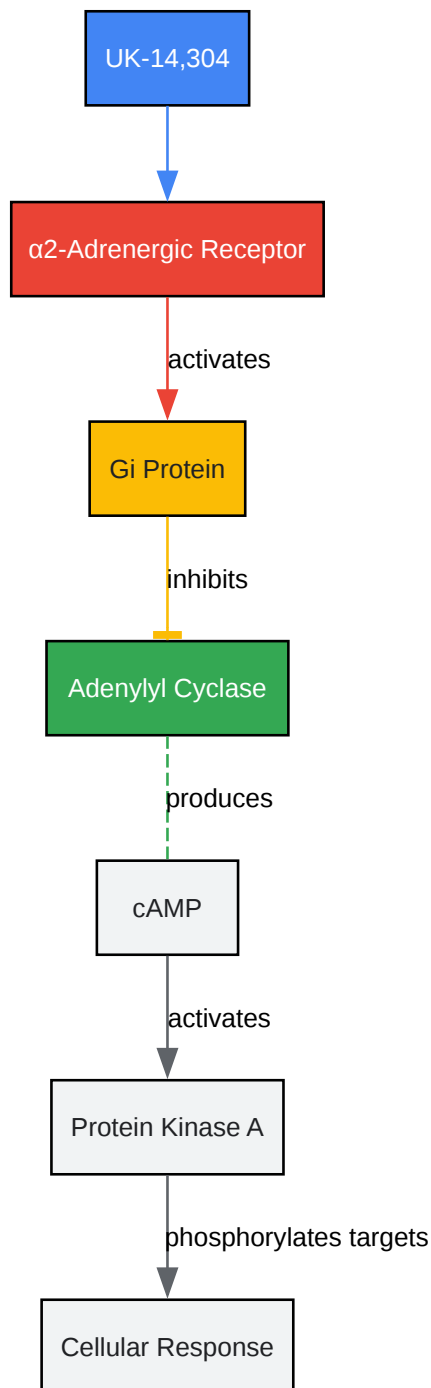 UK-14,304
α2-Adrenergic Receptor
activates
Gi Protein
inhibits
Adenylyl Cyclase
produces
cAMP
activates
Protein Kinase A
phosphorylates targets
Cellular Response